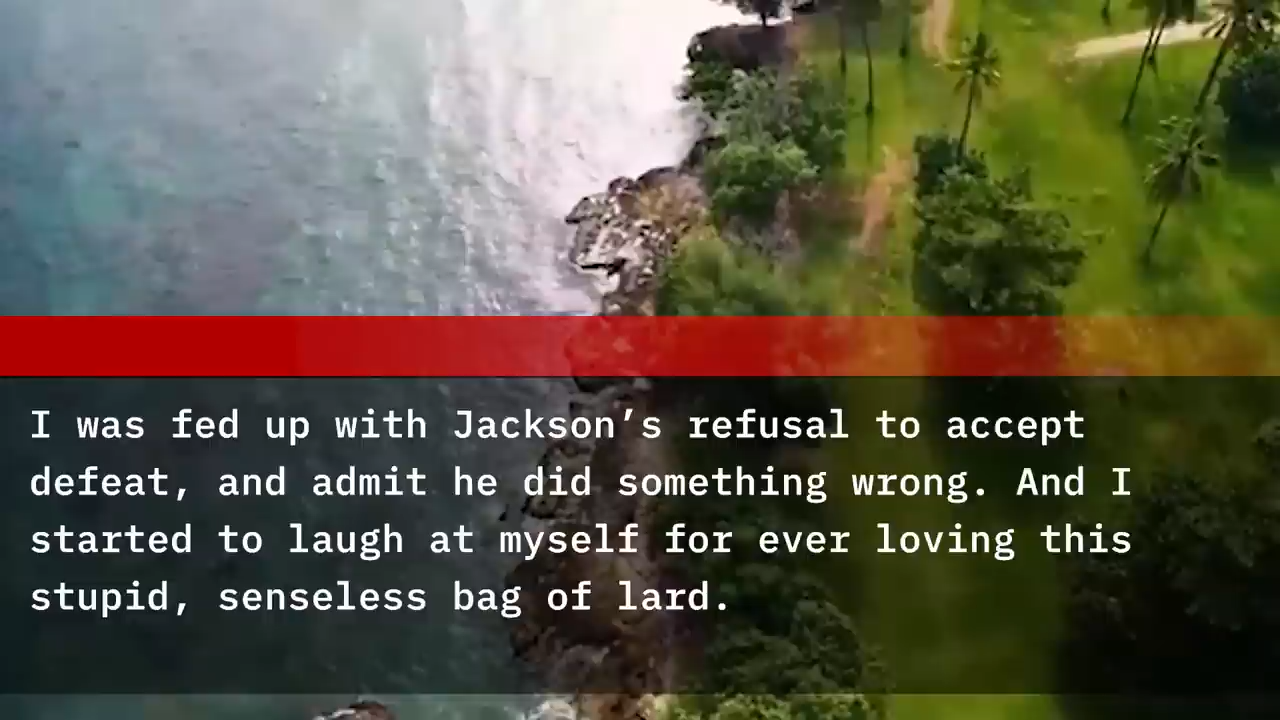 I was fed up with Jackson’s refusal to accept
defeat, and admit he did something wrong. And I
started to laugh at myself for ever loving this
stupid, senseless bag of lard.